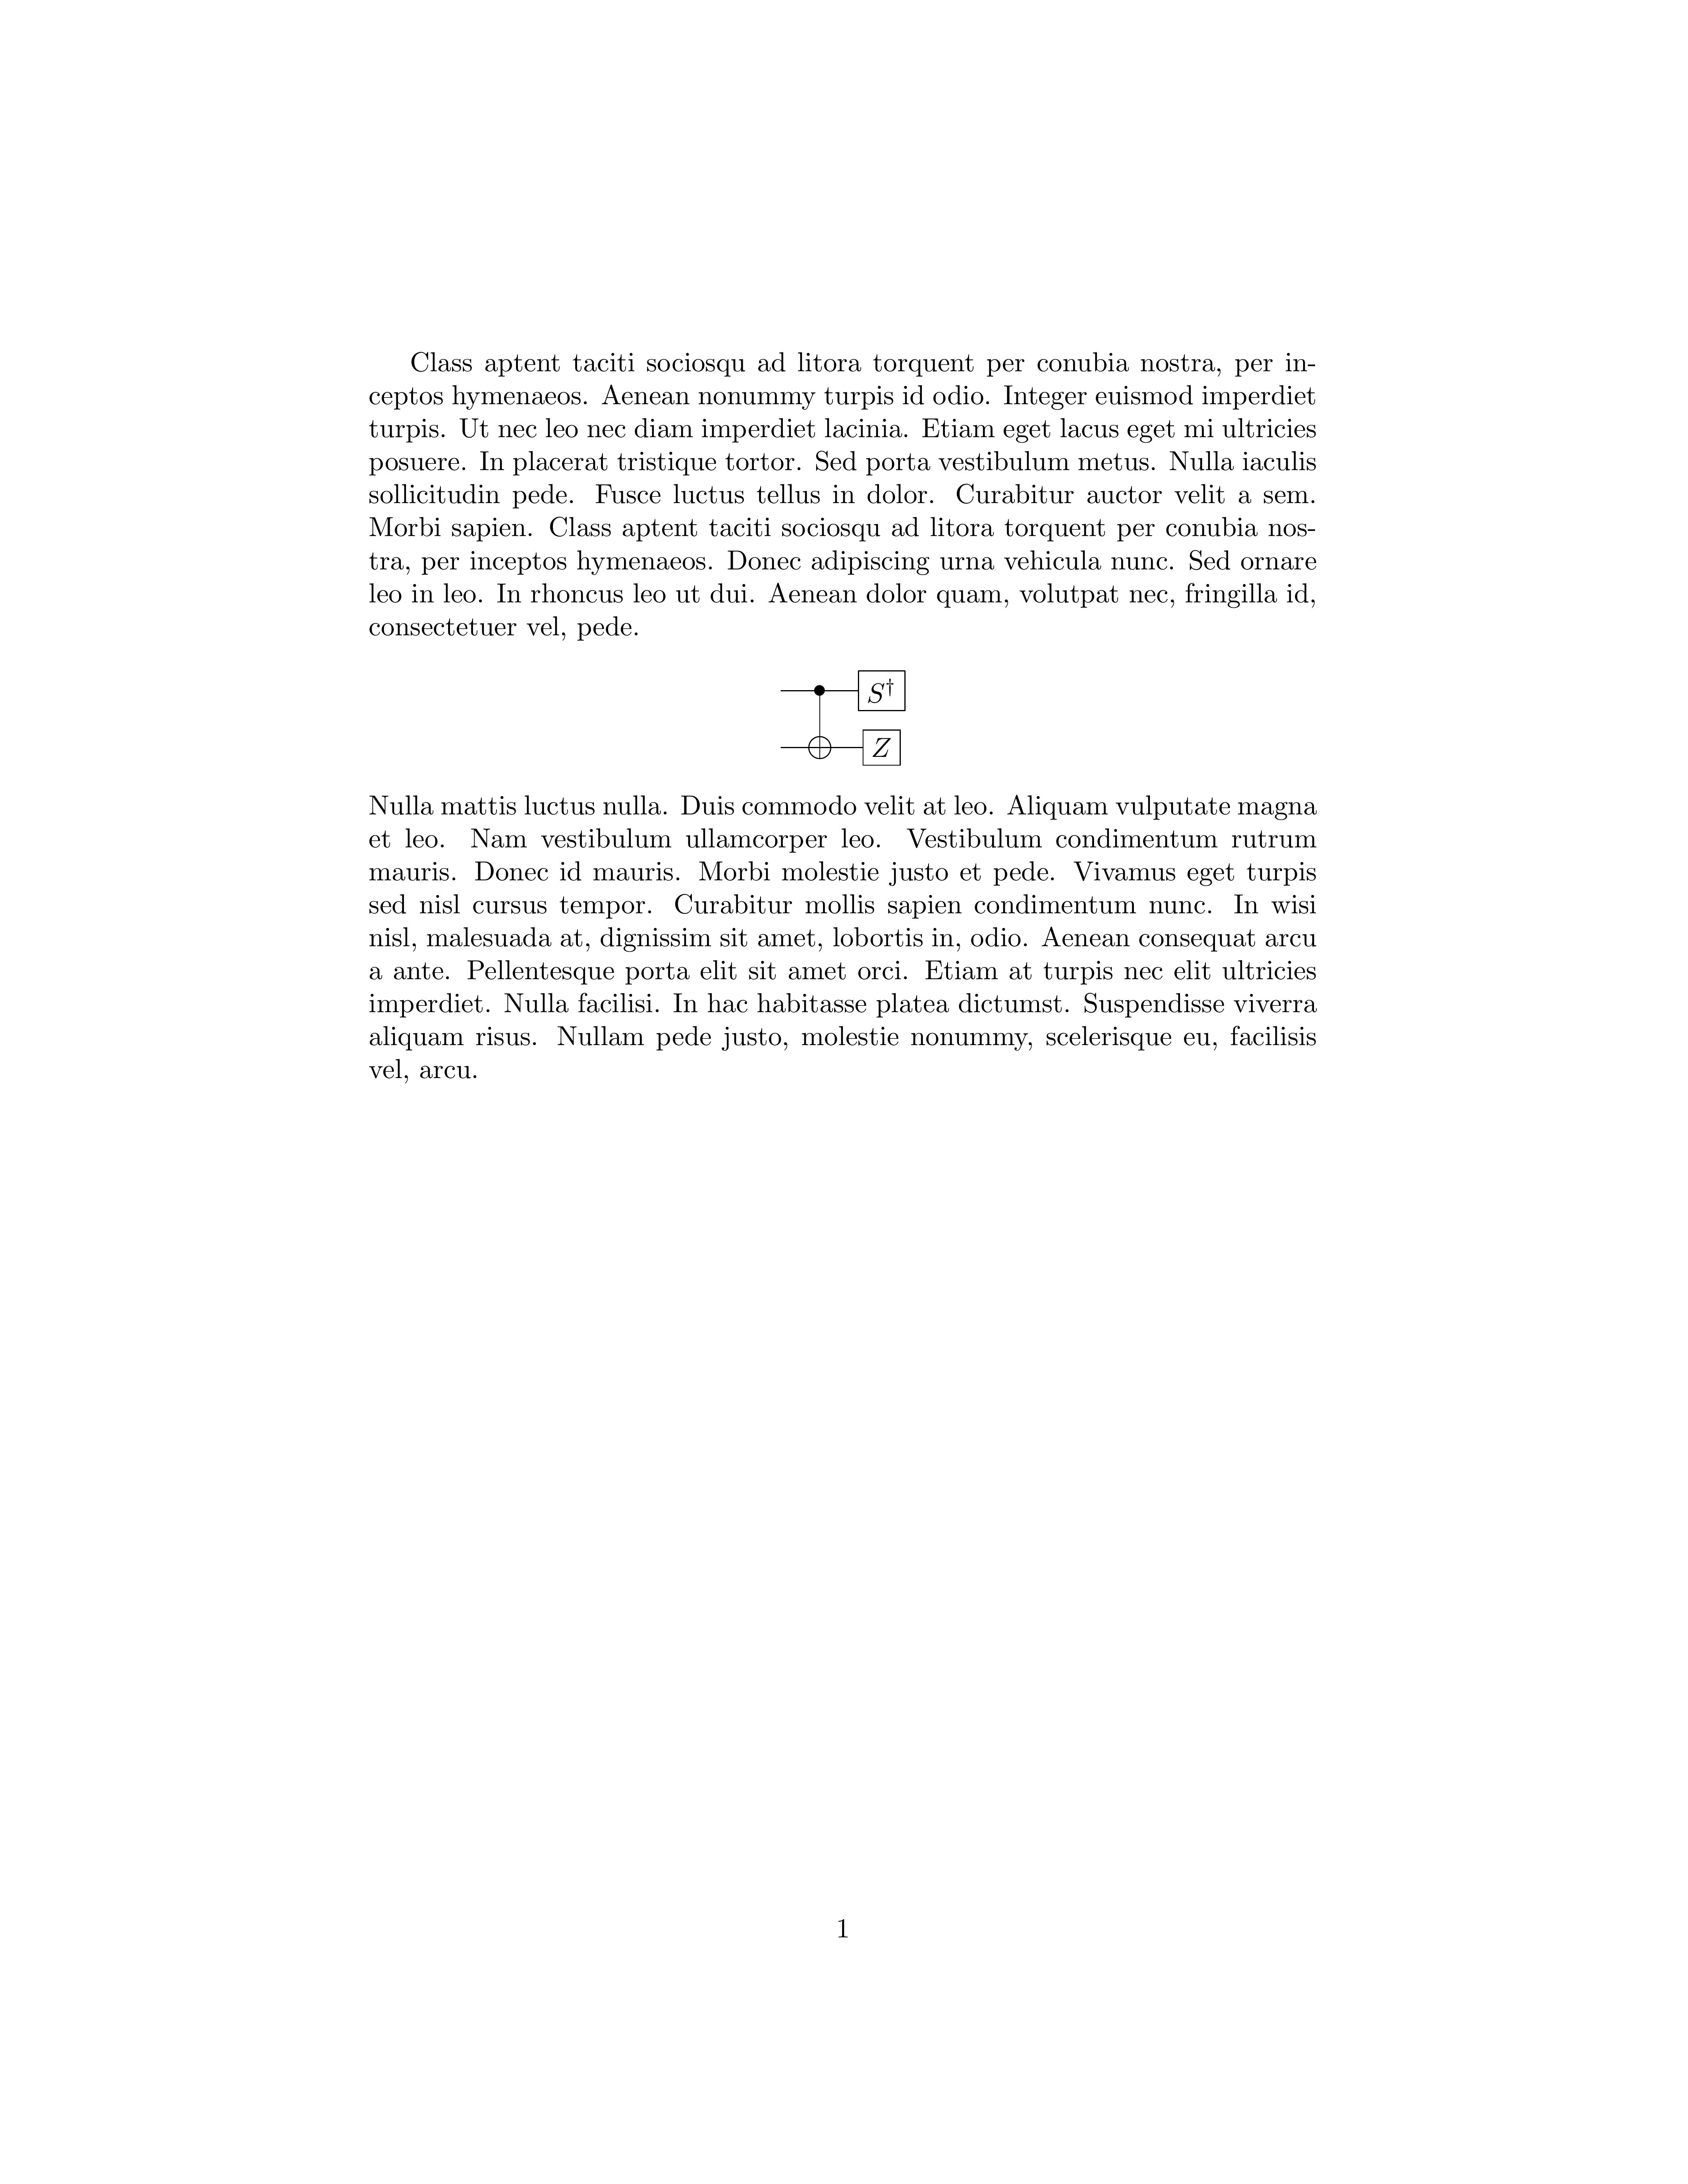 Class aptent taciti sociosqu ad litora torquent per conubia nostra, per in-
ceptos hymenaeos. Aenean nonummy turpis id odio. Integer euismod imperdiet
turpis. Ut nec leo nec diam imperdiet lacinia. Etiam eget lacus eget mi ultricies
posuere. In placerat tristique tortor. Sed porta vestibulum metus. Nulla iaculis
sollicitudin pede. Fusce luctus tellus in dolor. Curabitur auctor velit a sem.
Morbi sapien. Class aptent taciti sociosqu ad litora torquent per conubia nos-
tra, per inceptos hymenaeos. Donec adipiscing urna vehicula nunc. Sed ornare
leo in leo. In rhoncus leo ut dui. Aenean dolor quam, volutpat nec, fringilla id,
consectetuer vel, pede.
S†
Z
Nulla mattis luctus nulla. Duis commodo velit at leo. Aliquam vulputate magna
et leo. Nam vestibulum ullamcorper leo. Vestibulum condimentum rutrum
mauris. Donec id mauris. Morbi molestie justo et pede. Vivamus eget turpis
sed nisl cursus tempor. Curabitur mollis sapien condimentum nunc. In wisi
nisl, malesuada at, dignissim sit amet, lobortis in, odio. Aenean consequat arcu
a ante. Pellentesque porta elit sit amet orci. Etiam at turpis nec elit ultricies
imperdiet. Nulla facilisi. In hac habitasse platea dictumst. Suspendisse viverra
aliquam risus. Nullam pede justo, molestie nonummy, scelerisque eu, facilisis
vel, arcu.
1